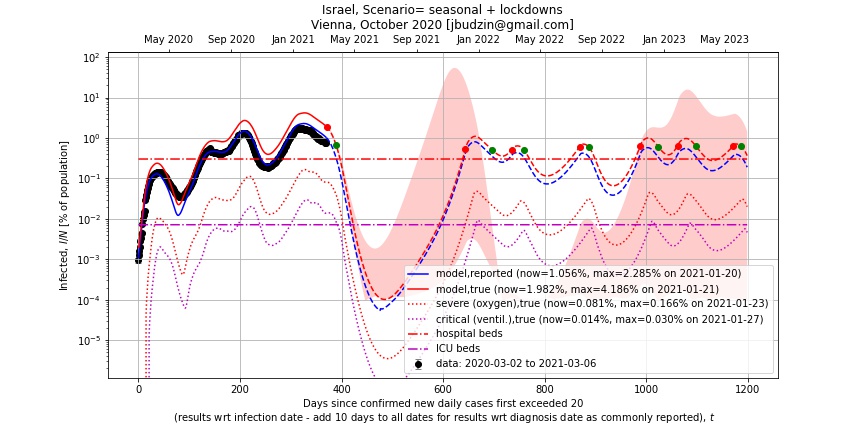 Israel, Scenario= seasonal + lockdowns
Vienna, October 2020 [jbudzin@gmail.com]
May 2020 Sep 2020 Jan 2021 May 2021 Sep 2021 Jan 2022 May 2022 Sep 2022 Jan 2023 May 2023
10²
10¹
10⁰
10⁻¹
10⁻²
10⁻³
10⁻⁴
10⁻⁵
Infected, I/N [% of population]
model,reported (now=1.056%, max=2.285% on 2021-01-20)
model,true (now=1.982%, max=4.186% on 2021-01-21)
severe (oxygen),true (now=0.081%, max=0.166% on 2021-01-23)
critical (ventil.),true (now=0.014%, max=0.030% on 2021-01-27)
hospital beds
ICU beds
data: 2020-03-02 to 2021-03-06
0 200 400 600 800 1000 1200
Days since confirmed new daily cases first exceeded 20
(results wrt infection date - add 10 days to all dates for results wrt diagnosis date as commonly reported), t